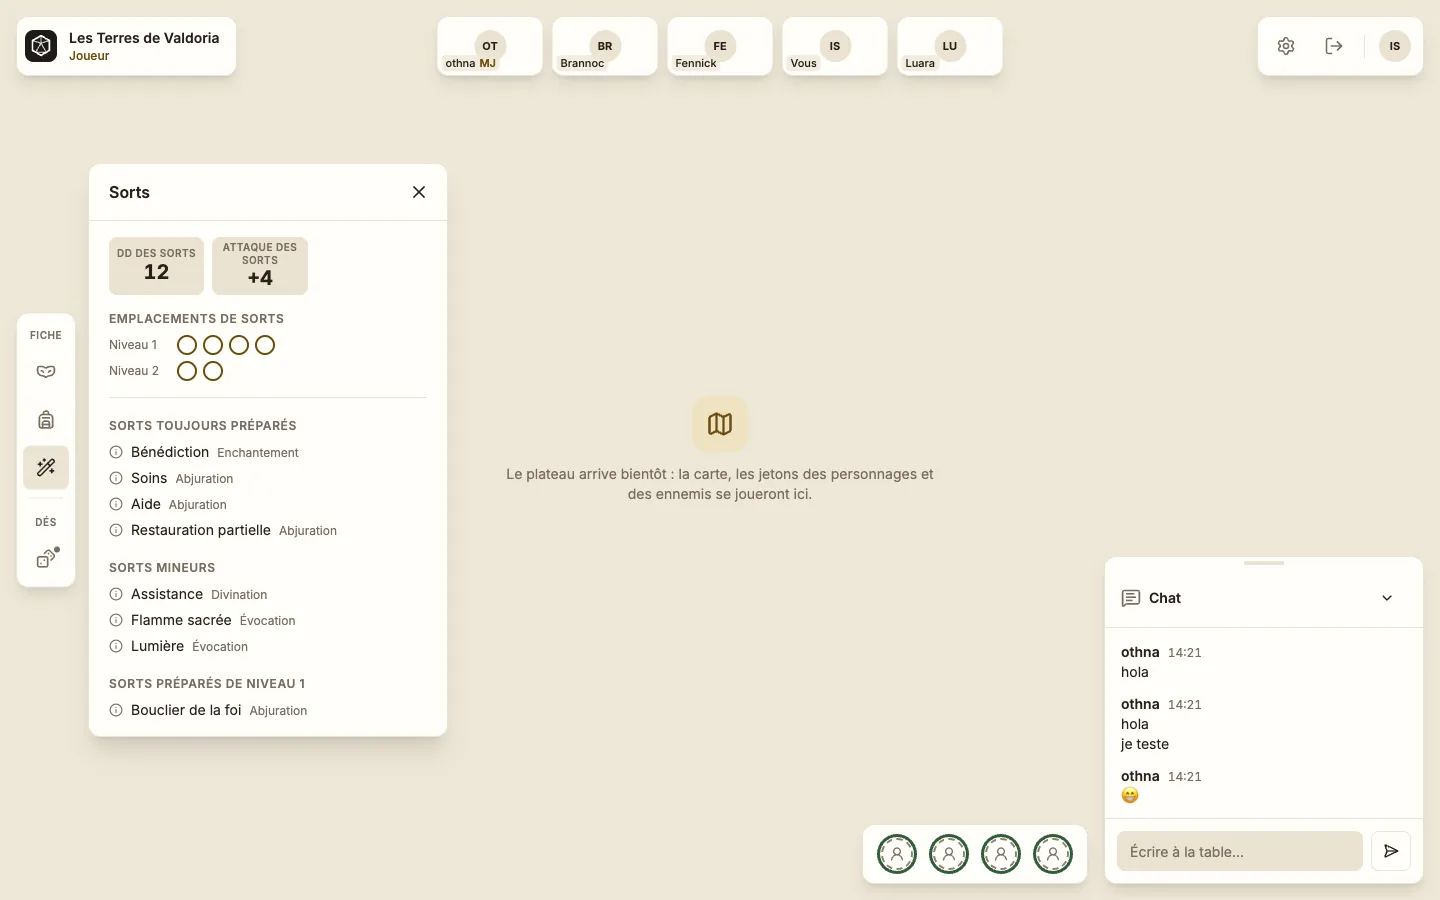 Les Terres de Valdoria
Joueur
OT
othna MJ
BR
Brannoc
FE
Fennick
IS
Vous
LU
Luara
IS
Sorts
DD DES SORTS
12
ATTAQUE DES
SORTS
+4
EMPLACEMENTS DE SORTS
Niveau 1
Niveau 2
SORTS TOUJOURS PRÉPARÉS
Bénédiction Enchantement
Soins Abjuration
Aide Abjuration
Restauration partielle Abjuration
SORTS MINEURS
Assistance Divination
Flamme sacrée Évocation
Lumière Évocation
SORTS PRÉPARÉS DE NIVEAU 1
Bouclier de la foi Abjuration
FICHE
DÉS
Le plateau arrive bientôt : la carte, les jetons des personnages et
des ennemis se joueront ici.
Chat
othna 14:21
hola
othna 14:21
hola
je teste
othna 14:21
😁
Écrire à la table...